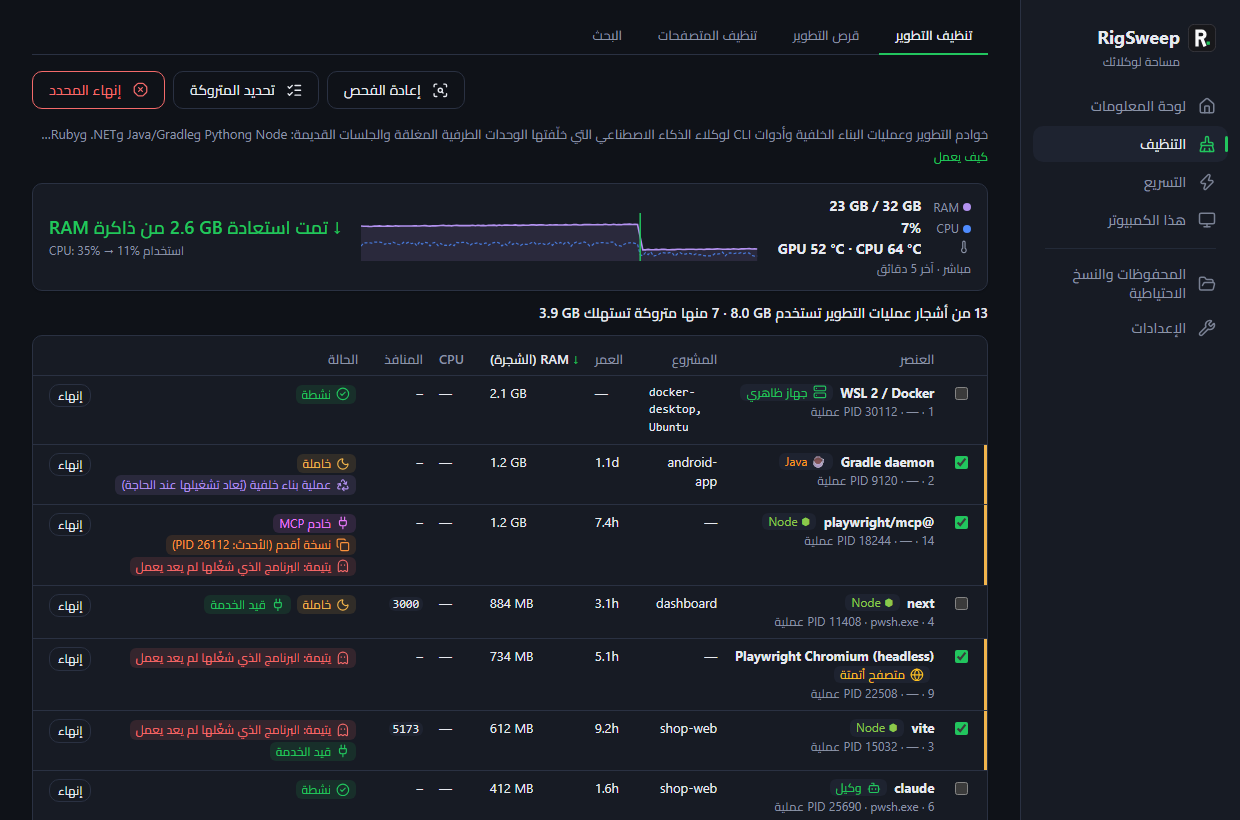 RigSweep
مساحة لوكلائك
لوحة المعلومات
التنظيف
التسريع
هذا الكمبيوتر
المحفوظات والنسخ
الاحتياطية
الإعدادات
تنظيف التطوير
قرص التطوير
تنظيف المتصفحات
البحث
إعادة الفحص
تحديد المتروكة
إنهاء المحدد
خوادم التطوير وعمليات البناء الخلفية وأدوات CLI لوكلاء الذكاء الاصطناعي التي خلّفتها الوحدات الطرفية المغلقة والجلسات القديمة: Node وPython وJava/Gradle و.NET وRuby...
كيف يعمل
RAM 23 GB / 32 GB
CPU 7%
GPU 52 °C · CPU 64 °C
مباشر · آخر 5 دقائق
↓ تمت استعادة 2.6 GB من ذاكرة RAM
استخدام CPU: 35% → 11%
13 من أشجار عمليات التطوير تستخدم 8.0 GB · 7 منها متروكة تستهلك 3.9 GB
العنصر المشروع العمر ↓ RAM (الشجرة) CPU المنافذ الحالة
WSL 2 / Docker جهاز ظاهري docker-desktop, Ubuntu — 2.1 GB — – نشطة إنهاء
PID 30112 · — · 1 عملية
Gradle daemon Java android-app 1.1d 1.2 GB — – خاملة إنهاء
PID 9120 · — · 2 عملية
عملية بناء خلفية (يُعاد تشغيلها عند الحاجة)
@playwright/mcp Node — 7.4h 1.2 GB — – خادم MCP إنهاء
PID 18244 · — · 14 عملية
نسخة أقدم (الأحدث: PID 26112)
يتيمة: البرنامج الذي شغّلها لم يعد يعمل
next Node dashboard 3.1h 884 MB — 3000 خاملة قيد الخدمة إنهاء
PID 11408 · pwsh.exe · 4 عملية
Playwright Chromium (headless) — 5.1h 734 MB — – يتيمة: البرنامج الذي شغّلها لم يعد يعمل إنهاء
متصفح أتمتة
PID 22508 · — · 9 عملية
vite Node shop-web 9.2h 612 MB — 5173 يتيمة: البرنامج الذي شغّلها لم يعد يعمل إنهاء
PID 15032 · — · 3 عملية
قيد الخدمة
claude وكيل shop-web 1.6h 412 MB — – نشطة إنهاء
PID 25690 · pwsh.exe · 6 عملية